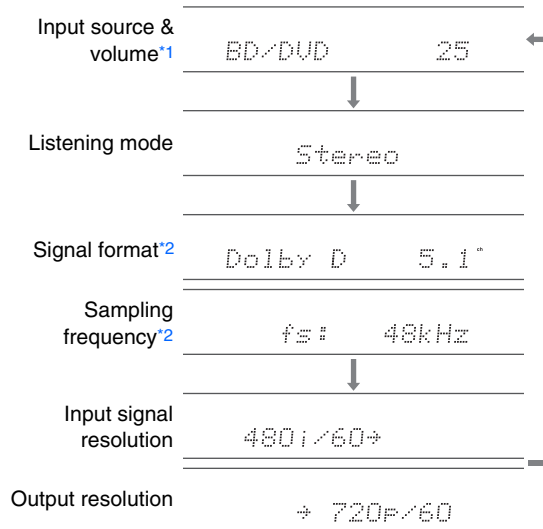 Input source &
volume*1
BD/DVD 25
Listening mode
Stereo
Signal format*2
Dolby D 5.1ch
Sampling
frequency*2
fs: 48kHz
Input signal
resolution
480i/60→
Output resolution
→ 720p/60